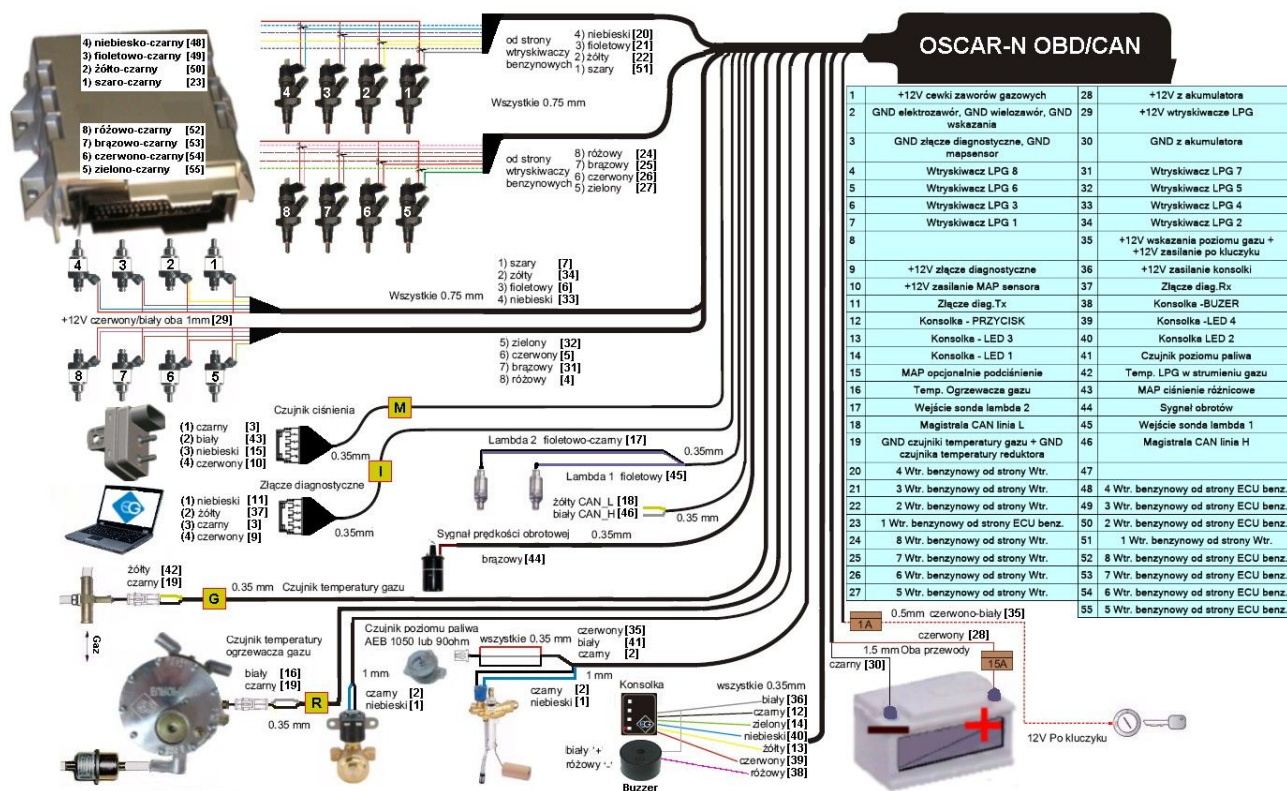 OSCAR-N OBD/CAN
4) niebiesko-czarny [48]
3) fioletowo-czarny [49]
2) żółto-czarny [50]
1) szaro-czarny [23]
8) różowo-czarny [52]
7) brązowo-czarny [53]
6) czerwono-czarny [54]
5) zielono-czarny [55]
4 3 2 1
od strony
wtryskiwaczy
benzynowych
4) niebieski [20]
3) fioletowy [21]
2) żółty [22]
1) szary [51]
Wszystkie 0.75 mm
8 7 6 5
od strony
wtryskiwaczy
benzynowych
8) różowy [24]
7) brązowy [25]
6) czerwony [26]
5) zielony [27]
4 3 2 1
Wszystkie 0.75 mm
1) szary [7]
2) żółty [34]
3) fioletowy [6]
4) niebieski [33]
+12V czerwony/biały oba 1mm [29]
8 7 6 5
5) zielony [32]
6) czerwony [5]
7) brązowy [31]
8) różowy [4]
(1) czarny [3]
(2) biały [43]
(3) niebieski [15]
(4) czerwony [10]
Czujnik ciśnienia
0.35mm
M
(1) niebieski [11]
(2) żółty [37]
(3) czarny [3]
(4) czerwony [9]
Złącze diagnostyczne
0.35mm
I
Lambda 2 fioletowo-czarny [17]
0.35mm
Lambda 1 fioletowy [45]
żółty CAN_L [18]
biały CAN_H [46]
0.35 mm
Sygnał prędkości obrotowej 0.35mm
brązowy [44]
żółty [42]
czarny [19]
G
0.35 mm Czujnik temperatury gazu
Gaz
Czujnik temperatury
ogrzewacza gazu
biały [16]
czarny [19]
R
0.35 mm
1 mm
czarny [2]
niebieski [1]
Czujnik poziomu paliwa
AEB 1050 lub 90ohm
wszystkie 0.35 mm
czerwony [35]
biały [41]
czarny [2]
1 mm
czarny [2]
niebieski [1]
Konsolka
wszystkie 0.35mm
biały [36]
czarny [12]
zielony [14]
niebieski [40]
żółty [13]
czerwony [39]
różowy [38]
biały '+'
różowy '-'
Buzzer
0.5mm czerwono-biały [35]
1A
czerwony [28]
1.5 mm Oba przewody
czarny [30]
15A
12V Po kluczyku
1 +12V cewki zaworów gazowych 28 +12V z akumulatora
2 GND elektrozawór, GND wielozawór, GND wskazania 29 +12V wtryskiwacze LPG
3 GND złącze diagnostyczne, GND mapsensor 30 GND z akumulatora
4 Wtryskiwacz LPG 8 31 Wtryskiwacz LPG 7
5 Wtryskiwacz LPG 6 32 Wtryskiwacz LPG 5
6 Wtryskiwacz LPG 3 33 Wtryskiwacz LPG 4
7 Wtryskiwacz LPG 1 34 Wtryskiwacz LPG 2
8 35 +12V wskazania poziomu gazu + +12V zasilanie po kluczyku
9 +12V złącze diagnostyczne 36 +12V zasilanie konsolki
10 +12V zasilanie MAP sensora 37 Złącze diag.Rx
11 Złącze diag.Tx 38 Konsolka -BUZER
12 Konsolka - PRZYCISK 39 Konsolka -LED 4
13 Konsolka - LED 3 40 Konsolka LED 2
14 Konsolka - LED 1 41 Czujnik poziomu paliwa
15 MAP opcjonalnie podciśnienie 42 Temp. LPG w strumieniu gazu
16 Temp. Ogrzewacza gazu 43 MAP ciśnienie różnicowe
17 Wejście sonda lambda 2 44 Sygnał obrotów
18 Magistrala CAN linia L 45 Wejście sonda lambda 1
19 GND czujniki temperatury gazu + GND czujnika temperatury reduktora 46 Magistrala CAN linia H
20 4 Wtr. benzynowy od strony Wtr. 47
21 3 Wtr. benzynowy od strony Wtr. 48 4 Wtr. benzynowy od strony ECU benz.
22 2 Wtr. benzynowy od strony Wtr. 49 3 Wtr. benzynowy od strony ECU benz.
23 1 Wtr. benzynowy od strony ECU benz. 50 2 Wtr. benzynowy od strony ECU benz.
24 8 Wtr. benzynowy od strony Wtr. 51 1 Wtr. benzynowy od strony Wtr.
25 7 Wtr. benzynowy od strony Wtr. 52 8 Wtr. benzynowy od strony ECU benz.
26 6 Wtr. benzynowy od strony Wtr. 53 7 Wtr. benzynowy od strony ECU benz.
27 5 Wtr. benzynowy od strony Wtr. 54 6 Wtr. benzynowy od strony ECU benz.
55 5 Wtr. benzynowy od strony ECU benz.